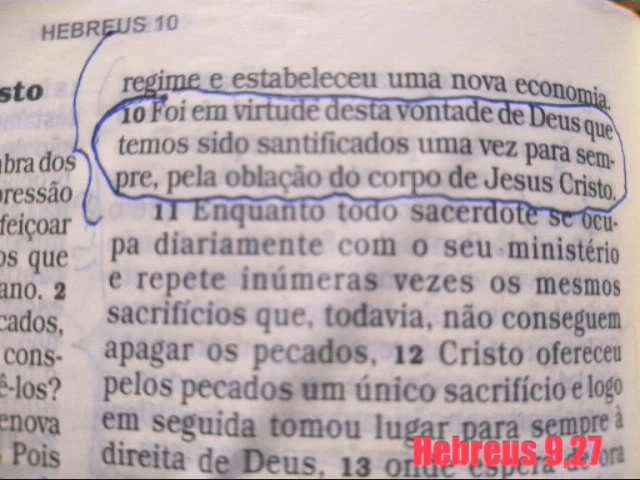 HEBREUS 10
sto
bra dos
pressão
feiçoar
os que
ano. 2
cados,
cons-
ê-los?
enova
Pois
regime e estabeleceu uma nova economia.
10 Foi em virtude desta vontade de Deus que
temos sido santificados uma vez para sem-
pre, pela oblação do corpo de Jesus Cristo.
11 Enquanto todo sacerdote se ocu-
pa diariamente com o seu ministério
e repete inúmeras vezes os mesmos
sacrifícios que, todavia, não conseguem
apagar os pecados, 12 Cristo ofereceu
pelos pecados um único sacrifício e logo
em seguida tomou lugar para sempre à
direita de Deus, 13 onde espera
Hebreus 9,27